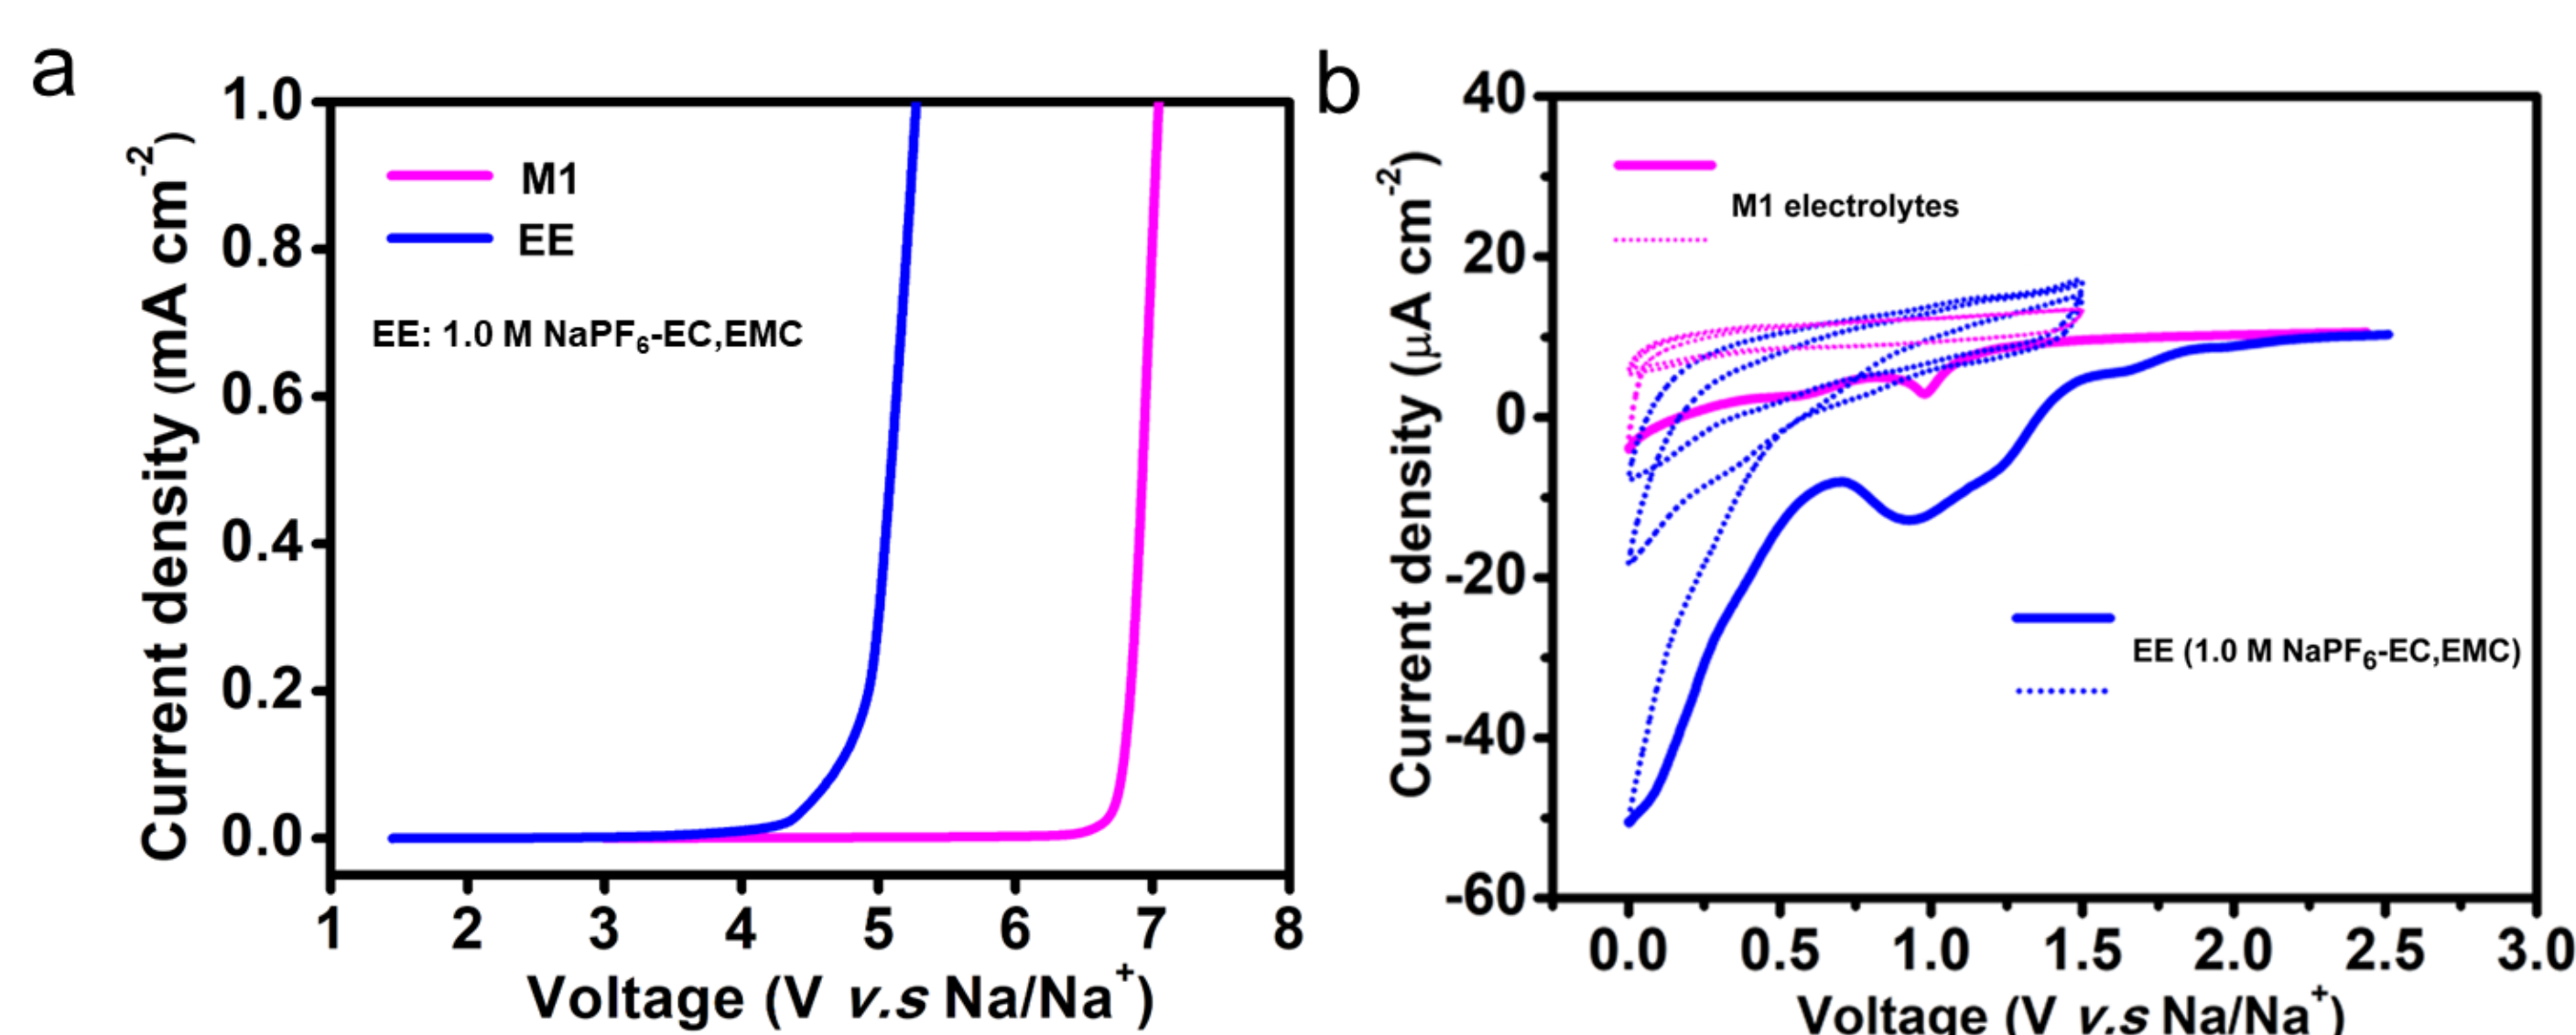 a
1.0
0.8
0.6
0.4
0.2
0.0
Current density (mA cm-2)
M1
EE
EE: 1.0 M NaPF6-EC,EMC
1 2 3 4 5 6 7 8
Voltage (V v.s Na/Na+)
b
40
20
0
-20
-40
-60
Current density (μA cm-2)
M1 electrolytes
EE (1.0 M NaPF6-EC,EMC)
0.0 0.5 1.0 1.5 2.0 2.5 3.0
Voltage (V v.s Na/Na+)